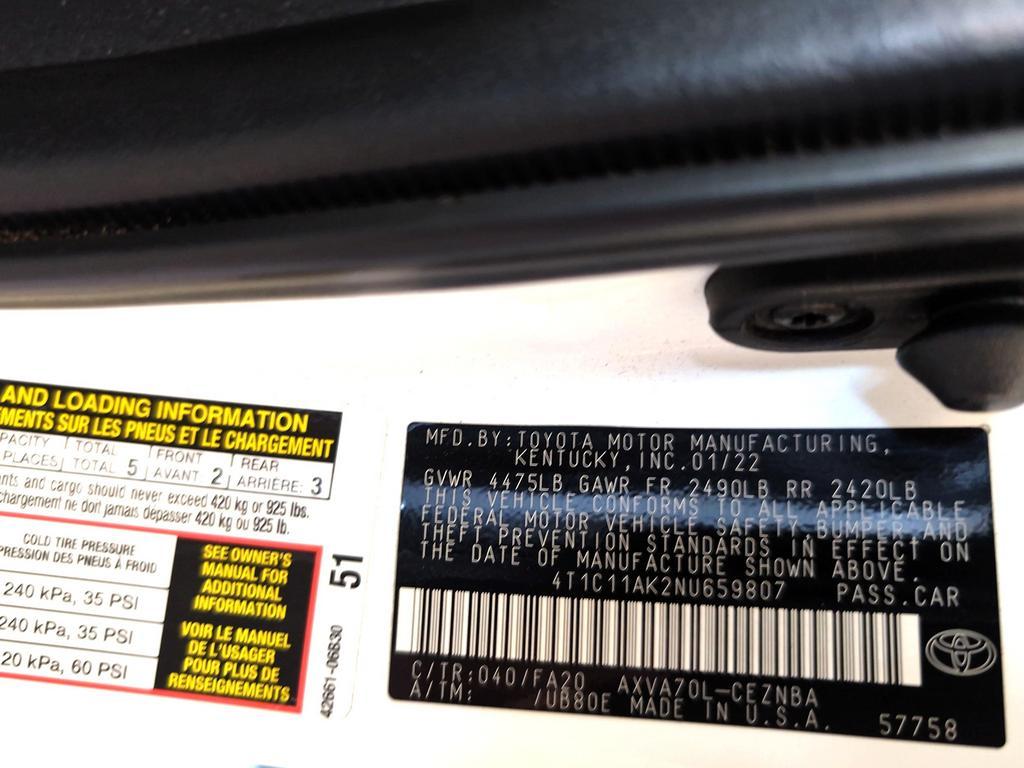 AND LOADING INFORMATION
MENTS SUR LES PNEUS ET LE CHARGEMENT
PACITY TOTAL FRONT REAR
PLACES TOTAL 5 AVANT 2 ARRIÈRE: 3
nts and cargo should never exceed 420 kg or 925 lbs.
chargement ne doit jamais dépasser 420 kg ou 925 lb.
COLD TIRE PRESSURE
PRESSION DES PNEUS À FROID
240 kPa, 35 PSI
240 kPa, 35 PSI
20 kPa, 60 PSI
SEE OWNER'S
MANUAL FOR
ADDITIONAL
INFORMATION
VOIR LE MANUEL
DE L'USAGER
POUR PLUS DE
RENSEIGNEMENTS
51
42661-06830
MFD.BY:TOYOTA MOTOR MANUFACTURING,
KENTUCKY,INC.01/22
GVWR 4475LB GAWR FR 2490LB RR 2420LB
THIS VEHICLE CONFORMS TO ALL APPLICABLE
FEDERAL MOTOR VEHICLE SAFETY,BUMPER,AND
THEFT PREVENTION STANDARDS IN EFFECT ON
THE DATE OF MANUFACTURE SHOWN ABOVE.
4T1C11AK2NU659807 PASS.CAR
C/TR:040/FA20 AXVA70L-CEZNBA
A/TM: /UB80E MADE IN U.S.A.
57758